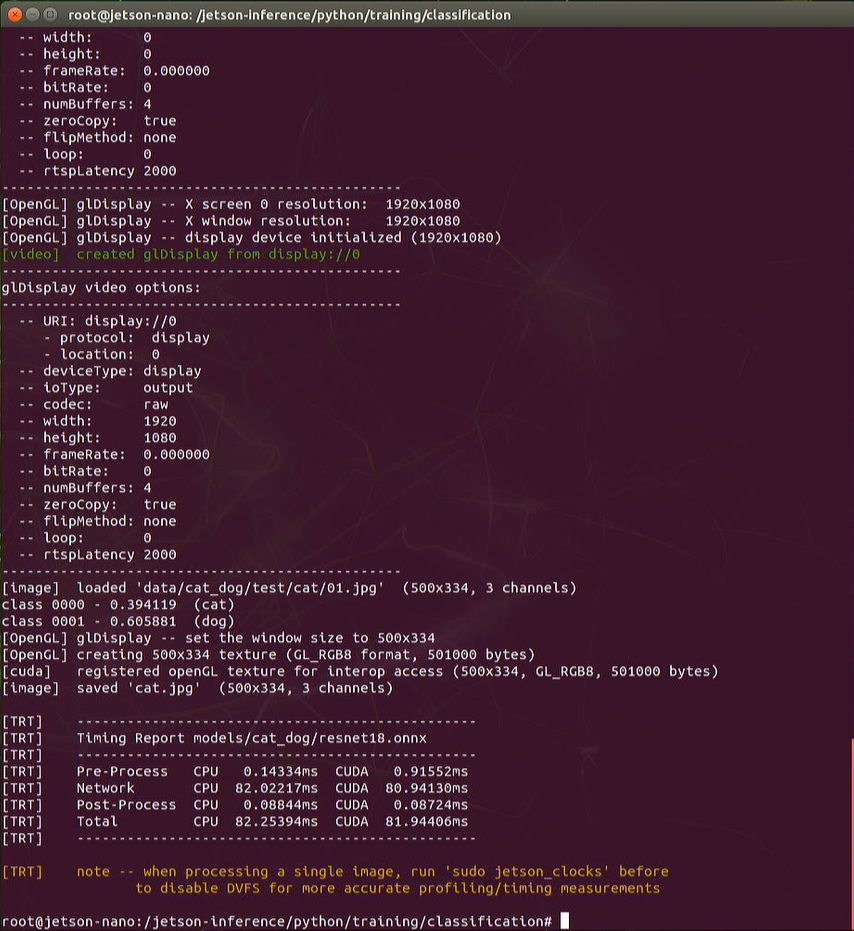 root@jetson-nano: /jetson-inference/python/training/classification
-- width: 0
-- height: 0
-- frameRate: 0.000000
-- bitRate: 0
-- numBuffers: 4
-- zeroCopy: true
-- flipMethod: none
-- loop: 0
-- rtspLatency 2000
------------------------------------------------
[OpenGL] glDisplay -- X screen 0 resolution: 1920x1080
[OpenGL] glDisplay -- X window resolution: 1920x1080
[OpenGL] glDisplay -- display device initialized (1920x1080)
[video] created glDisplay from display://0
------------------------------------------------
glDisplay video options:
------------------------------------------------
-- URI: display://0
- protocol: display
- location: 0
-- deviceType: display
-- ioType: output
-- codec: raw
-- width: 1920
-- height: 1080
-- frameRate: 0.000000
-- bitRate: 0
-- numBuffers: 4
-- zeroCopy: true
-- flipMethod: none
-- loop: 0
-- rtspLatency 2000
------------------------------------------------
[image] loaded 'data/cat_dog/test/cat/01.jpg' (500x334, 3 channels)
class 0000 - 0.394119 (cat)
class 0001 - 0.605881 (dog)
[OpenGL] glDisplay -- set the window size to 500x334
[OpenGL] creating 500x334 texture (GL_RGB8 format, 501000 bytes)
[cuda] registered openGL texture for interop access (500x334, GL_RGB8, 501000 bytes)
[image] saved 'cat.jpg' (500x334, 3 channels)
[TRT] ------------------------------------------------
[TRT] Timing Report models/cat_dog/resnet18.onnx
[TRT] ------------------------------------------------
[TRT] Pre-Process CPU 0.14334ms CUDA 0.91552ms
[TRT] Network CPU 82.02217ms CUDA 80.94130ms
[TRT] Post-Process CPU 0.08844ms CUDA 0.08724ms
[TRT] Total CPU 82.25394ms CUDA 81.94406ms
[TRT] ------------------------------------------------
[TRT] note -- when processing a single image, run 'sudo jetson_clocks' before
to disable DVFS for more accurate profiling/timing measurements
root@jetson-nano:/jetson-inference/python/training/classification#